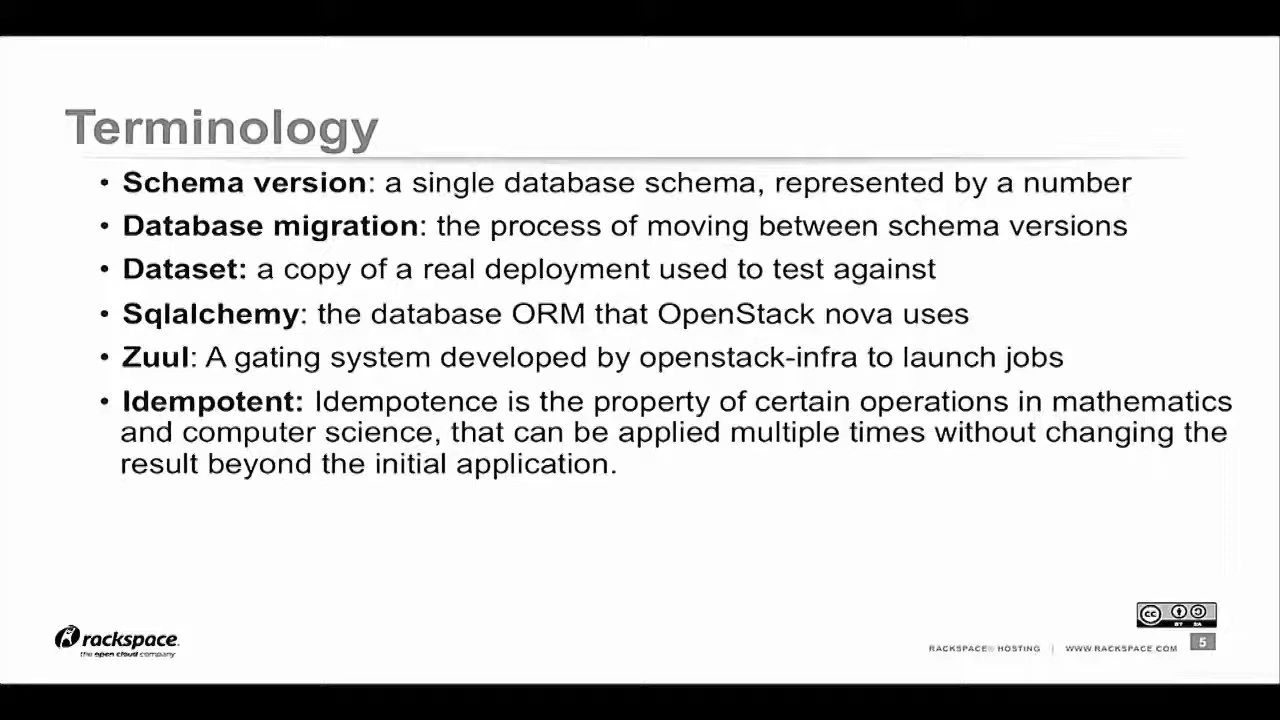 Terminology
• Schema version: a single database schema, represented by a number
• Database migration: the process of moving between schema versions
• Dataset: a copy of a real deployment used to test against
• Sqlalchemy: the database ORM that OpenStack nova uses
• Zuul: A gating system developed by openstack-infra to launch jobs
• Idempotent: Idempotence is the property of certain operations in mathematics
and computer science, that can be applied multiple times without changing the
result beyond the initial application.
cc BY SA
rackspace.
the open cloud company
RACKSPACE® HOSTING | WWW.RACKSPACE.COM
5